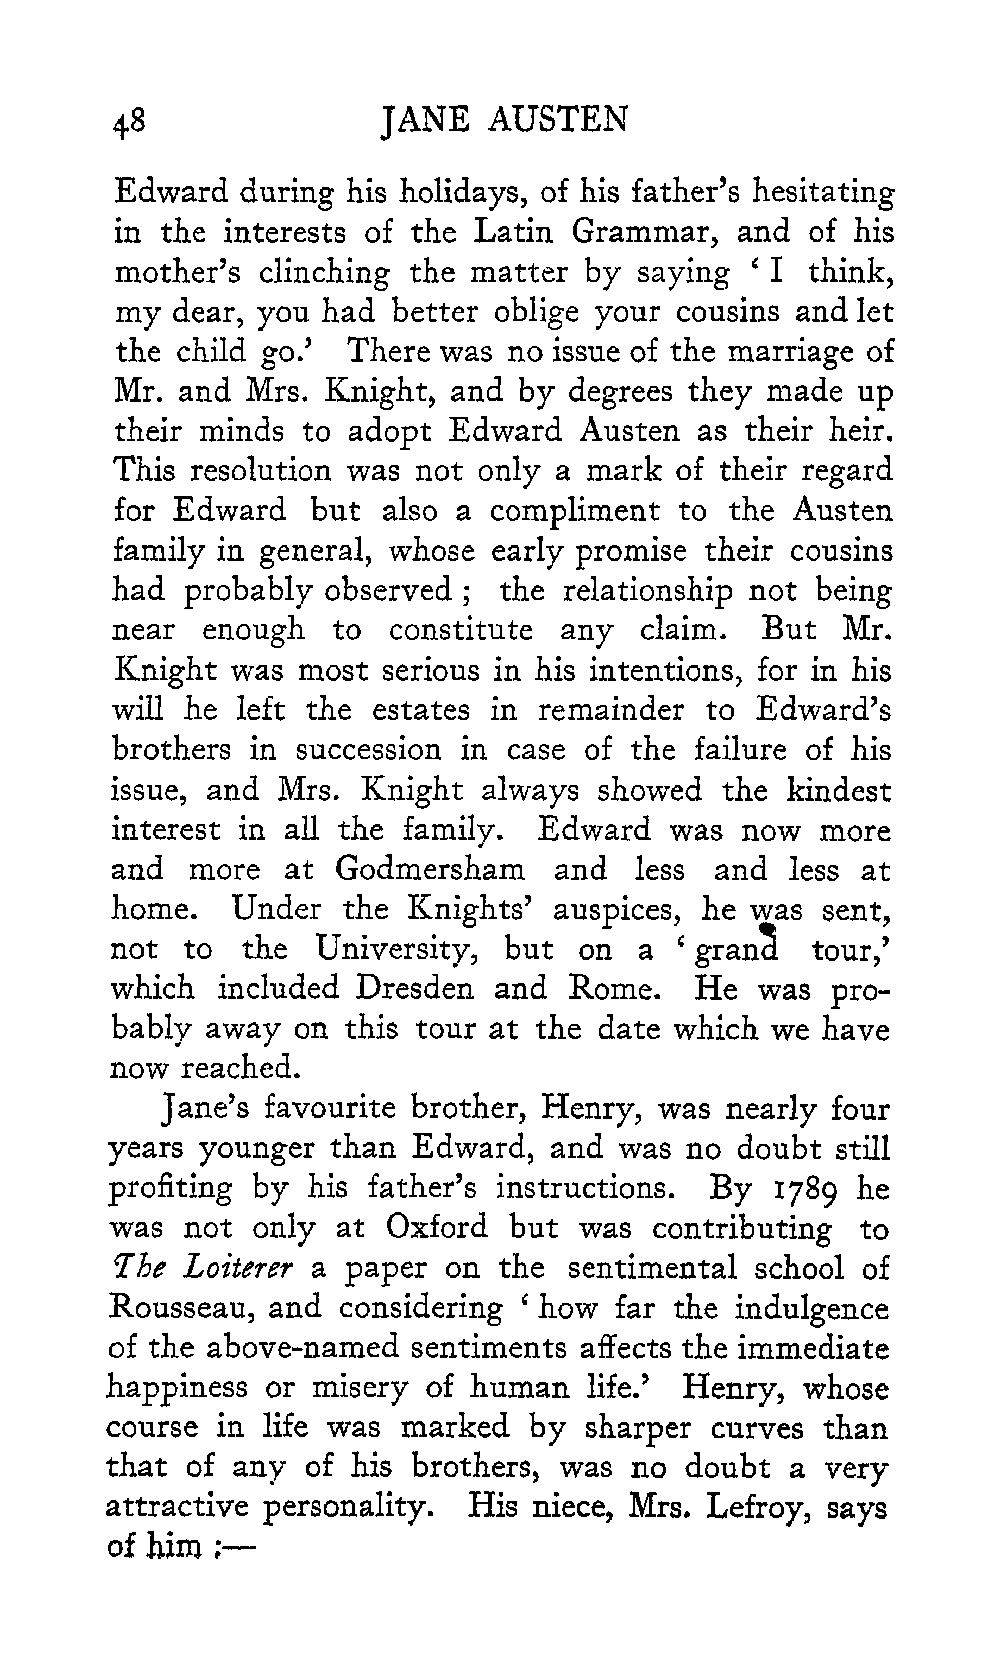 48 JANE AUSTEN
Edward during his holidays, of his father's hesitating
in the interests of the Latin Grammar, and of his
mother's clinching the matter by saying ‘ I think,
my dear, you had better oblige your cousins and let
the child go.’ There was no issue of the marriage of
Mr. and Mrs. Knight, and by degrees they made up
their minds to adopt Edward Austen as their heir.
This resolution was not only a mark of their regard
for Edward but also a compliment to the Austen
family in general, whose early promise their cousins
had probably observed ; the relationship not being
near enough to constitute any claim. But Mr.
Knight was most serious in his intentions, for in his
will he left the estates in remainder to Edward's
brothers in succession in case of the failure of his
issue, and Mrs. Knight always showed the kindest
interest in all the family. Edward was now more
and more at Godmersham and less and less at
home. Under the Knights’ auspices, he was sent,
not to the University, but on a ‘ grand tour,’
which included Dresden and Rome. He was pro-
bably away on this tour at the date which we have
now reached.
Jane's favourite brother, Henry, was nearly four
years younger than Edward, and was no doubt still
profiting by his father's instructions. By 1789 he
was not only at Oxford but was contributing to
The Loiterer a paper on the sentimental school of
Rousseau, and considering ‘ how far the indulgence
of the above-named sentiments affects the immediate
happiness or misery of human life.’ Henry, whose
course in life was marked by sharper curves than
that of any of his brothers, was no doubt a very
attractive personality. His niece, Mrs. Lefroy, says
of him :—